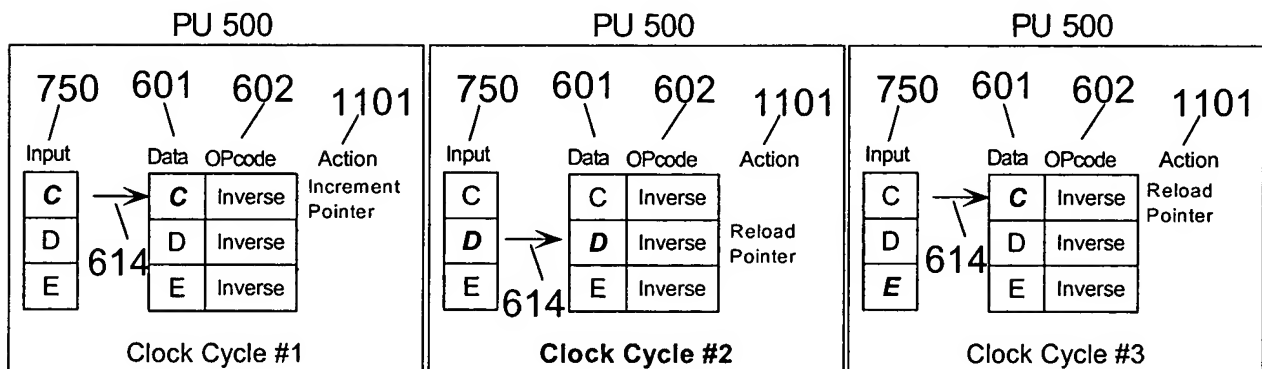 PU 500
750 601 602 1101
Input Data OPcode Action
C C Inverse Increment
Pointer
D D Inverse
614
E E Inverse
Clock Cycle #1
PU 500
750 601 602 1101
Input Data OPcode Action
C C Inverse
D D Inverse Reload
Pointer
E E Inverse
614
Clock Cycle #2
PU 500
750 601 602 1101
Input Data OPcode Action
C C Inverse Reload
Pointer
D D Inverse
614
E E Inverse
Clock Cycle #3